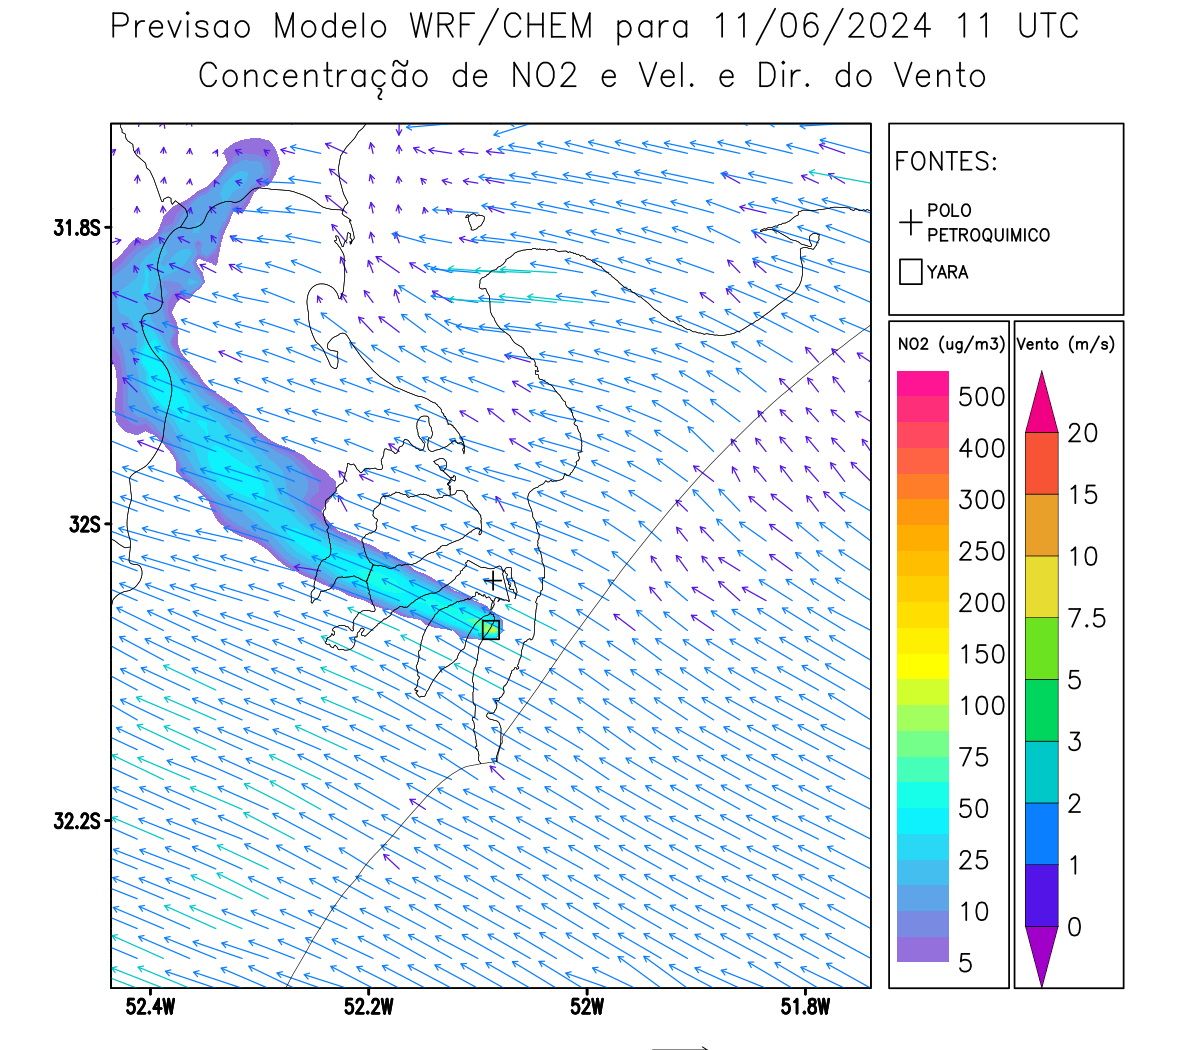 Previsao Modelo WRF/CHEM para 11/06/2024 11 UTC
Concentração de NO2 e Vel. e Dir. do Vento
FONTES:
POLO
PETROQUIMICO
YARA
NO2 (ug/m3)
500
400
300
250
200
150
100
75
50
25
10
5
Vento (m/s)
20
15
10
7.5
5
3
2
1
0
31.8S
32S
32.2S
52.4W
52.2W
52W
51.8W